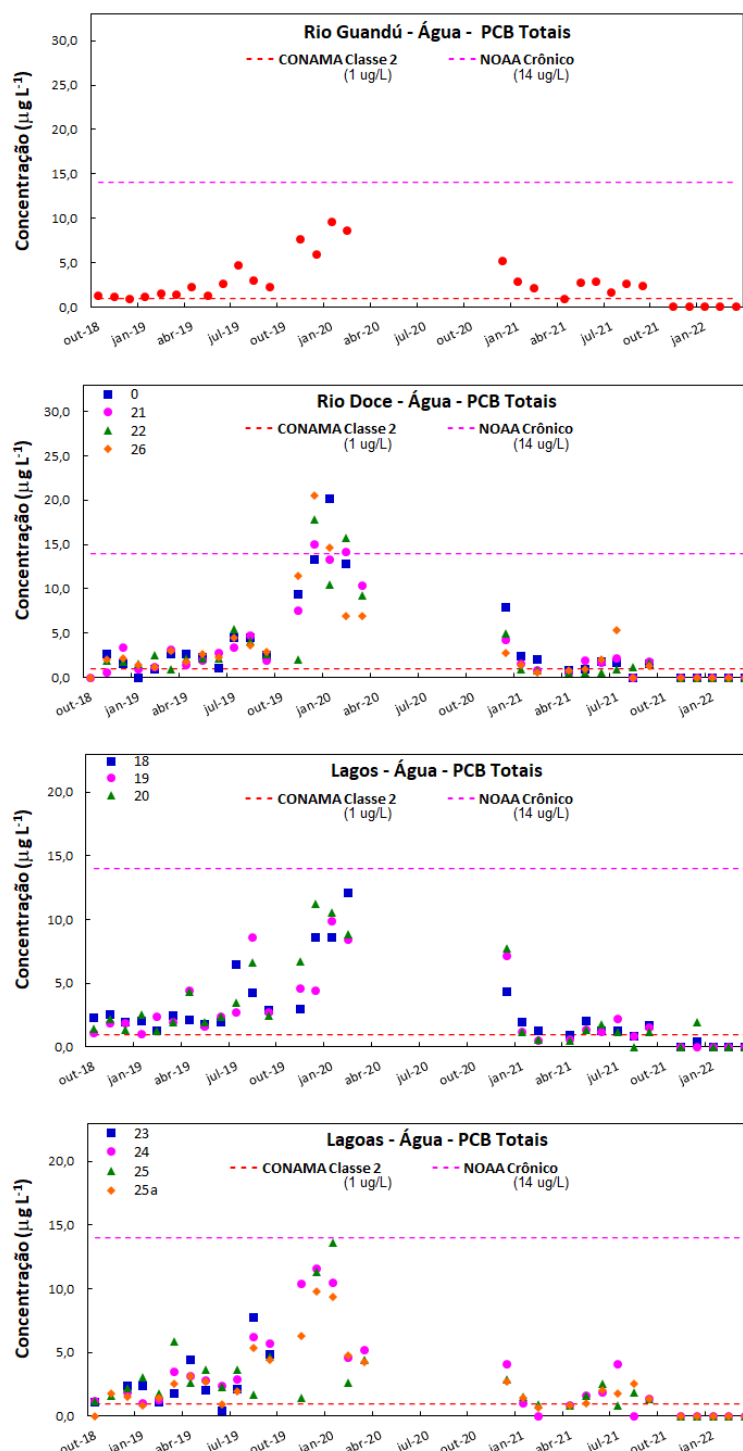 Rio Guandú - Água - PCB Totais
CONAMA Classe 2
(1 ug/L)
NOAA Crônico
(14 ug/L)
Concentração (µg L-1)
30,0
25,0
20,0
15,0
10,0
5,0
0,0
out-18 jan-19 abr-19 jul-19 out-19 jan-20 abr-20 jul-20 out-20 jan-21 abr-21 jul-21 out-21 jan-22
Rio Doce - Água - PCB Totais
0
21
22
26
CONAMA Classe 2
(1 ug/L)
NOAA Crônico
(14 ug/L)
Concentração (µg L-1)
30,0
25,0
20,0
15,0
10,0
5,0
0,0
out-18 jan-19 abr-19 jul-19 out-19 jan-20 abr-20 jul-20 out-20 jan-21 abr-21 jul-21 out-21 jan-22
Lagos - Água - PCB Totais
18
19
20
CONAMA Classe 2
(1 ug/L)
NOAA Crônico
(14 ug/L)
Concentração (µg L-1)
20,0
15,0
10,0
5,0
0,0
out-18 jan-19 abr-19 jul-19 out-19 jan-20 abr-20 jul-20 out-20 jan-21 abr-21 jul-21 out-21 jan-22
Lagoas - Água - PCB Totais
23
24
25
25a
CONAMA Classe 2
(1 ug/L)
NOAA Crônico
(14 ug/L)
Concentração (µg L-1)
20,0
15,0
10,0
5,0
0,0
out-18 jan-19 abr-19 jul-19 out-19 jan-20 abr-20 jul-20 out-20 jan-21 abr-21 jul-21 out-21 jan-22